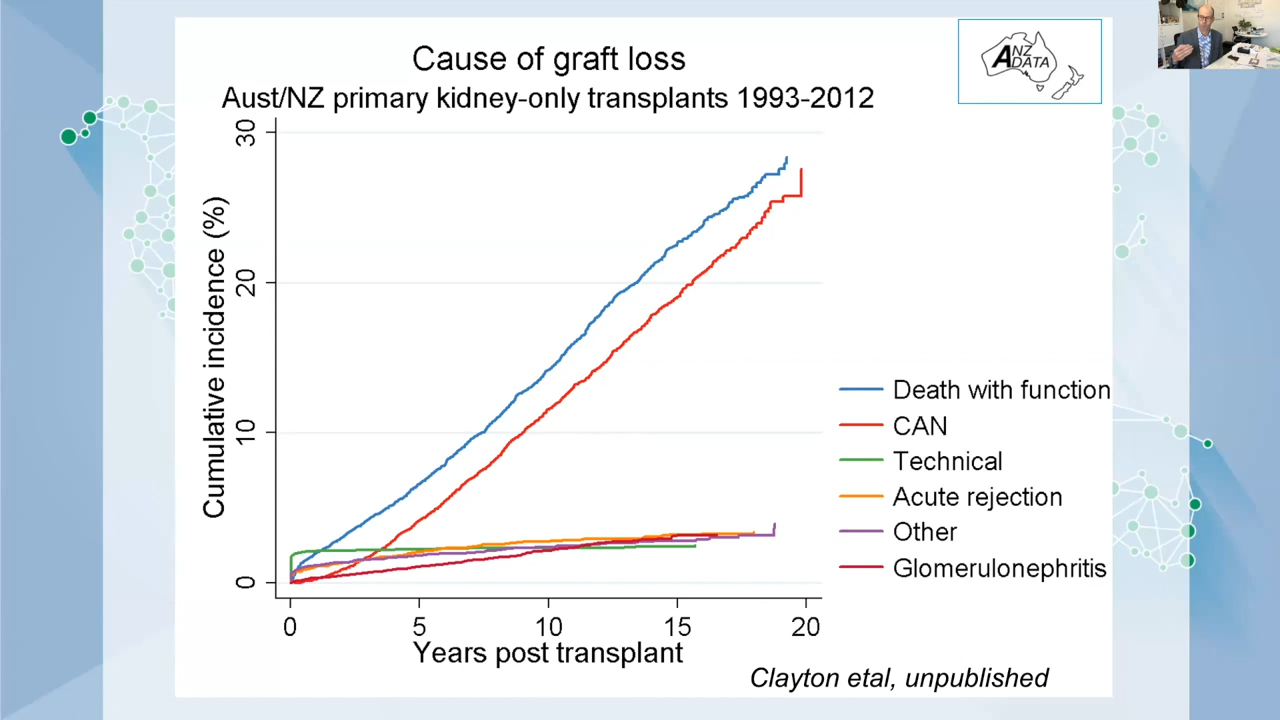 Cause of graft loss
Aust/NZ primary kidney-only transplants 1993-2012
ANZ
DATA
30
20
10
0
Cumulative incidence (%)
0 5 10 15 20
Years post transplant
Death with function
CAN
Technical
Acute rejection
Other
Glomerulonephritis
Clayton etal, unpublished